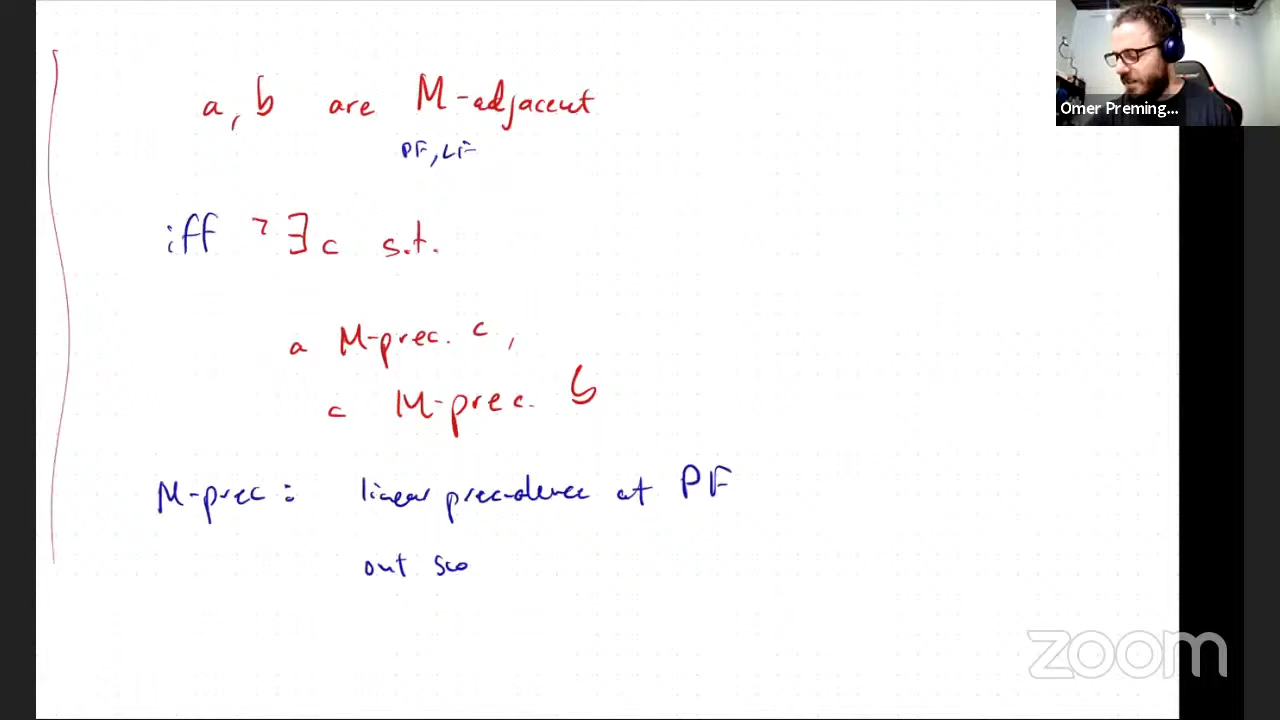 a, b are M-adjacent
PF, LF
iff ¬∃c s.t.
a M-prec. c,
c M-prec. b
M-prec: linear precedence at PF
out sco
Omer Preming...
zoom